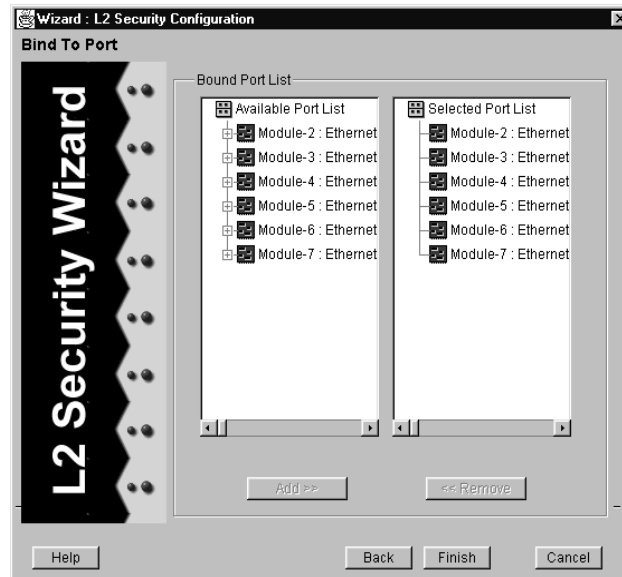 Wizard : L2 Security Configuration
Bind To Port
L2 Security Wizard
Bound Port List
Available Port List
Module-2 : Ethernet
Module-3 : Ethernet
Module-4 : Ethernet
Module-5 : Ethernet
Module-6 : Ethernet
Module-7 : Ethernet
Selected Port List
Module-2 : Ethernet
Module-3 : Ethernet
Module-4 : Ethernet
Module-5 : Ethernet
Module-6 : Ethernet
Module-7 : Ethernet
Add >>
<< Remove
Help
Back
Finish
Cancel